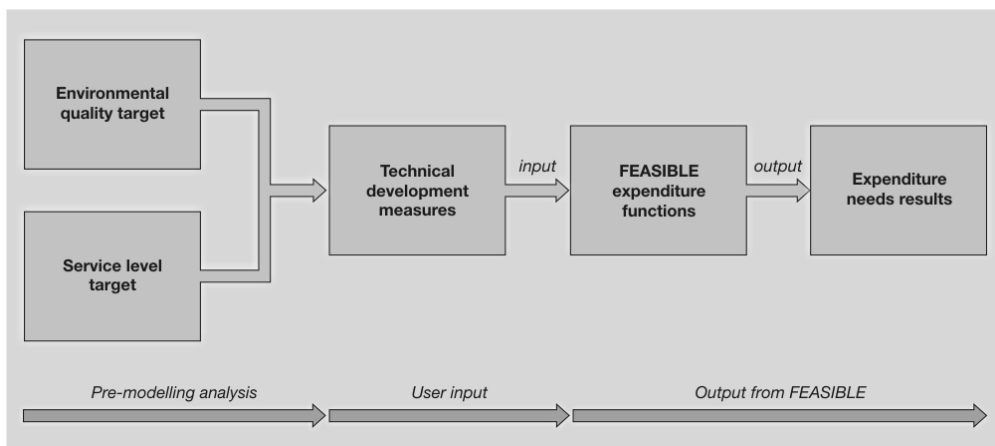 Environmental
quality target
Service level
target
Technical
development
measures
input
FEASIBLE
expenditure
functions
output
Expenditure
needs results
Pre-modelling analysis
User input
Output from FEASIBLE